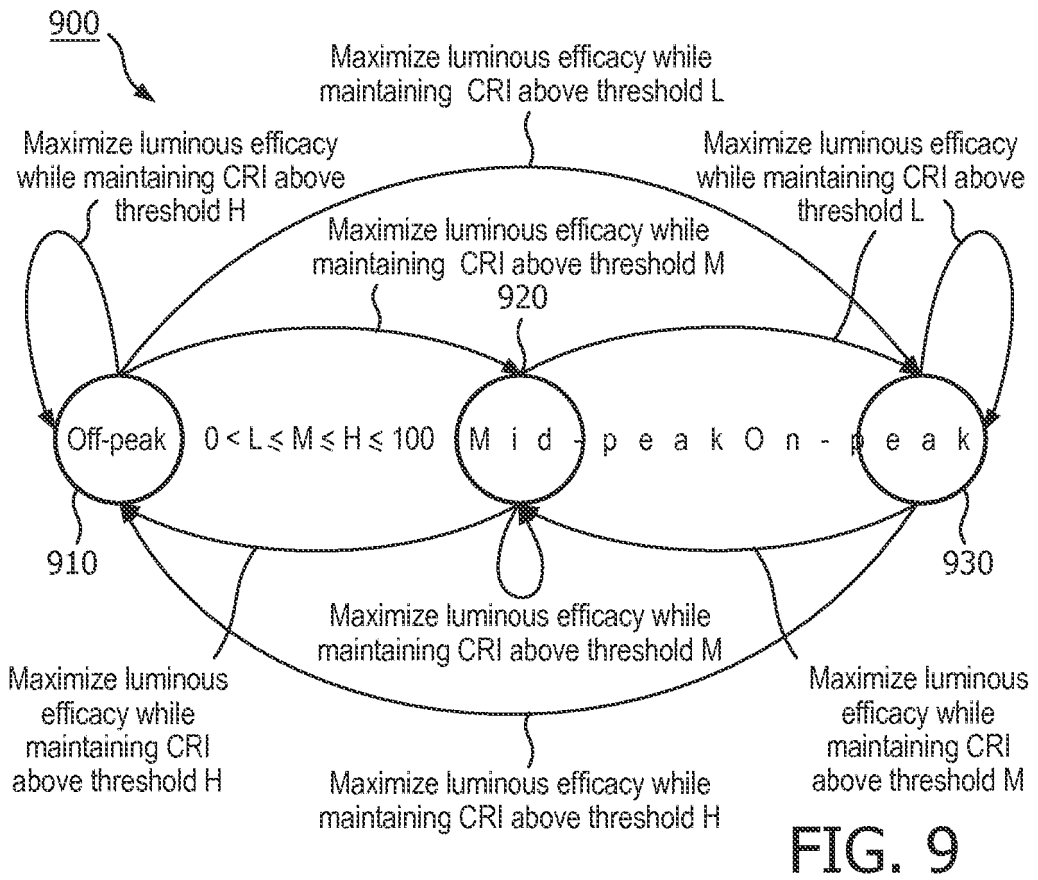 900
Maximize luminous efficacy while
maintaining CRI above threshold L
Maximize luminous efficacy
while maintaining CRI above
threshold H
Maximize luminous efficacy
while maintaining CRI above
threshold L
Maximize luminous efficacy while
maintaining CRI above threshold M
920
Off-peak
0 < L ≤ M ≤ H ≤ 100
Mid-peak
On-peak
910
930
Maximize luminous efficacy while
maintaining CRI above threshold M
Maximize luminous
efficacy while
maintaining CRI
above threshold H
Maximize luminous
efficacy while
maintaining CRI
above threshold M
Maximize luminous efficacy while
maintaining CRI above threshold H
FIG. 9